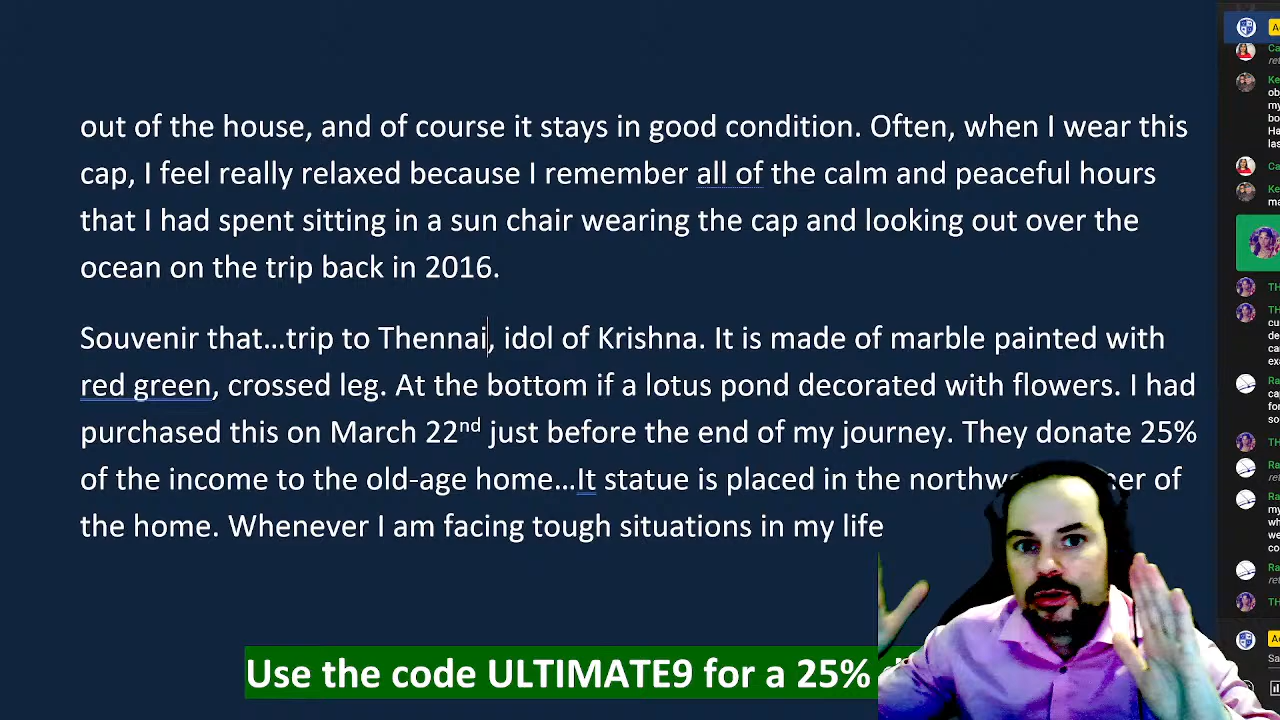 out of the house, and of course it stays in good condition. Often, when I wear this
cap, I feel really relaxed because I remember all of the calm and peaceful hours
that I had spent sitting in a sun chair wearing the cap and looking out over the
ocean on the trip back in 2016.
Souvenir that...trip to Thennai, idol of Krishna. It is made of marble painted with
red green, crossed leg. At the bottom if a lotus pond decorated with flowers. I had
purchased this on March 22nd just before the end of my journey. They donate 25%
of the income to the old-age home...It statue is placed in the of
the home. Whenever I am facing tough situations in my life
Use the code ULTIMATE9 for a 25%